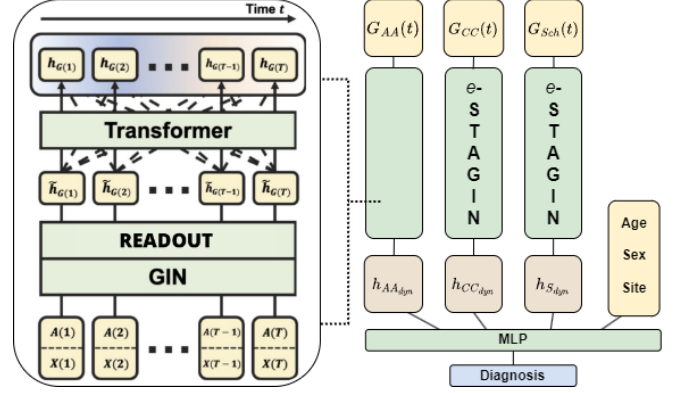 Time t
h_G(1) h_G(2) h_G(T−1) h_G(T)
Transformer
h̃_G(1) h̃_G(2) h̃_G(T−1) h̃_G(T)
READOUT
GIN
A(1) A(2) A(T − 1) A(T)
X(1) X(2) X(T − 1) X(T)
G_AA(t) G_CC(t) G_Sch(t)
e-
S
T
A
G
I
N
e-
S
T
A
G
I
N
h_AA_dyn h_CC_dyn h_S_dyn
Age
Sex
Site
MLP
Diagnosis